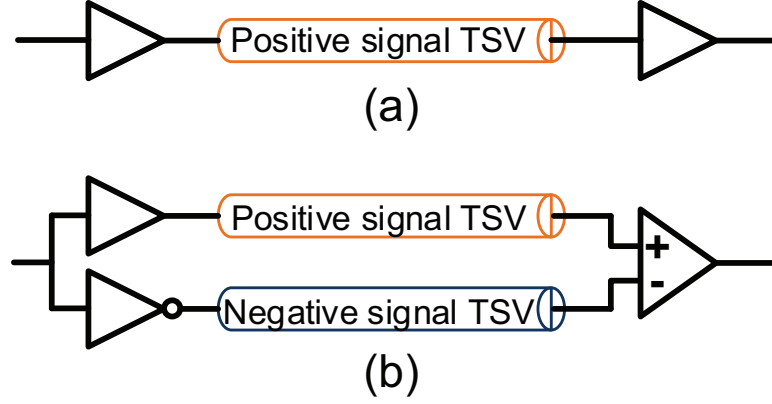 Positive signal TSV
(a)
Positive signal TSV
+
-
Negative signal TSV
(b)